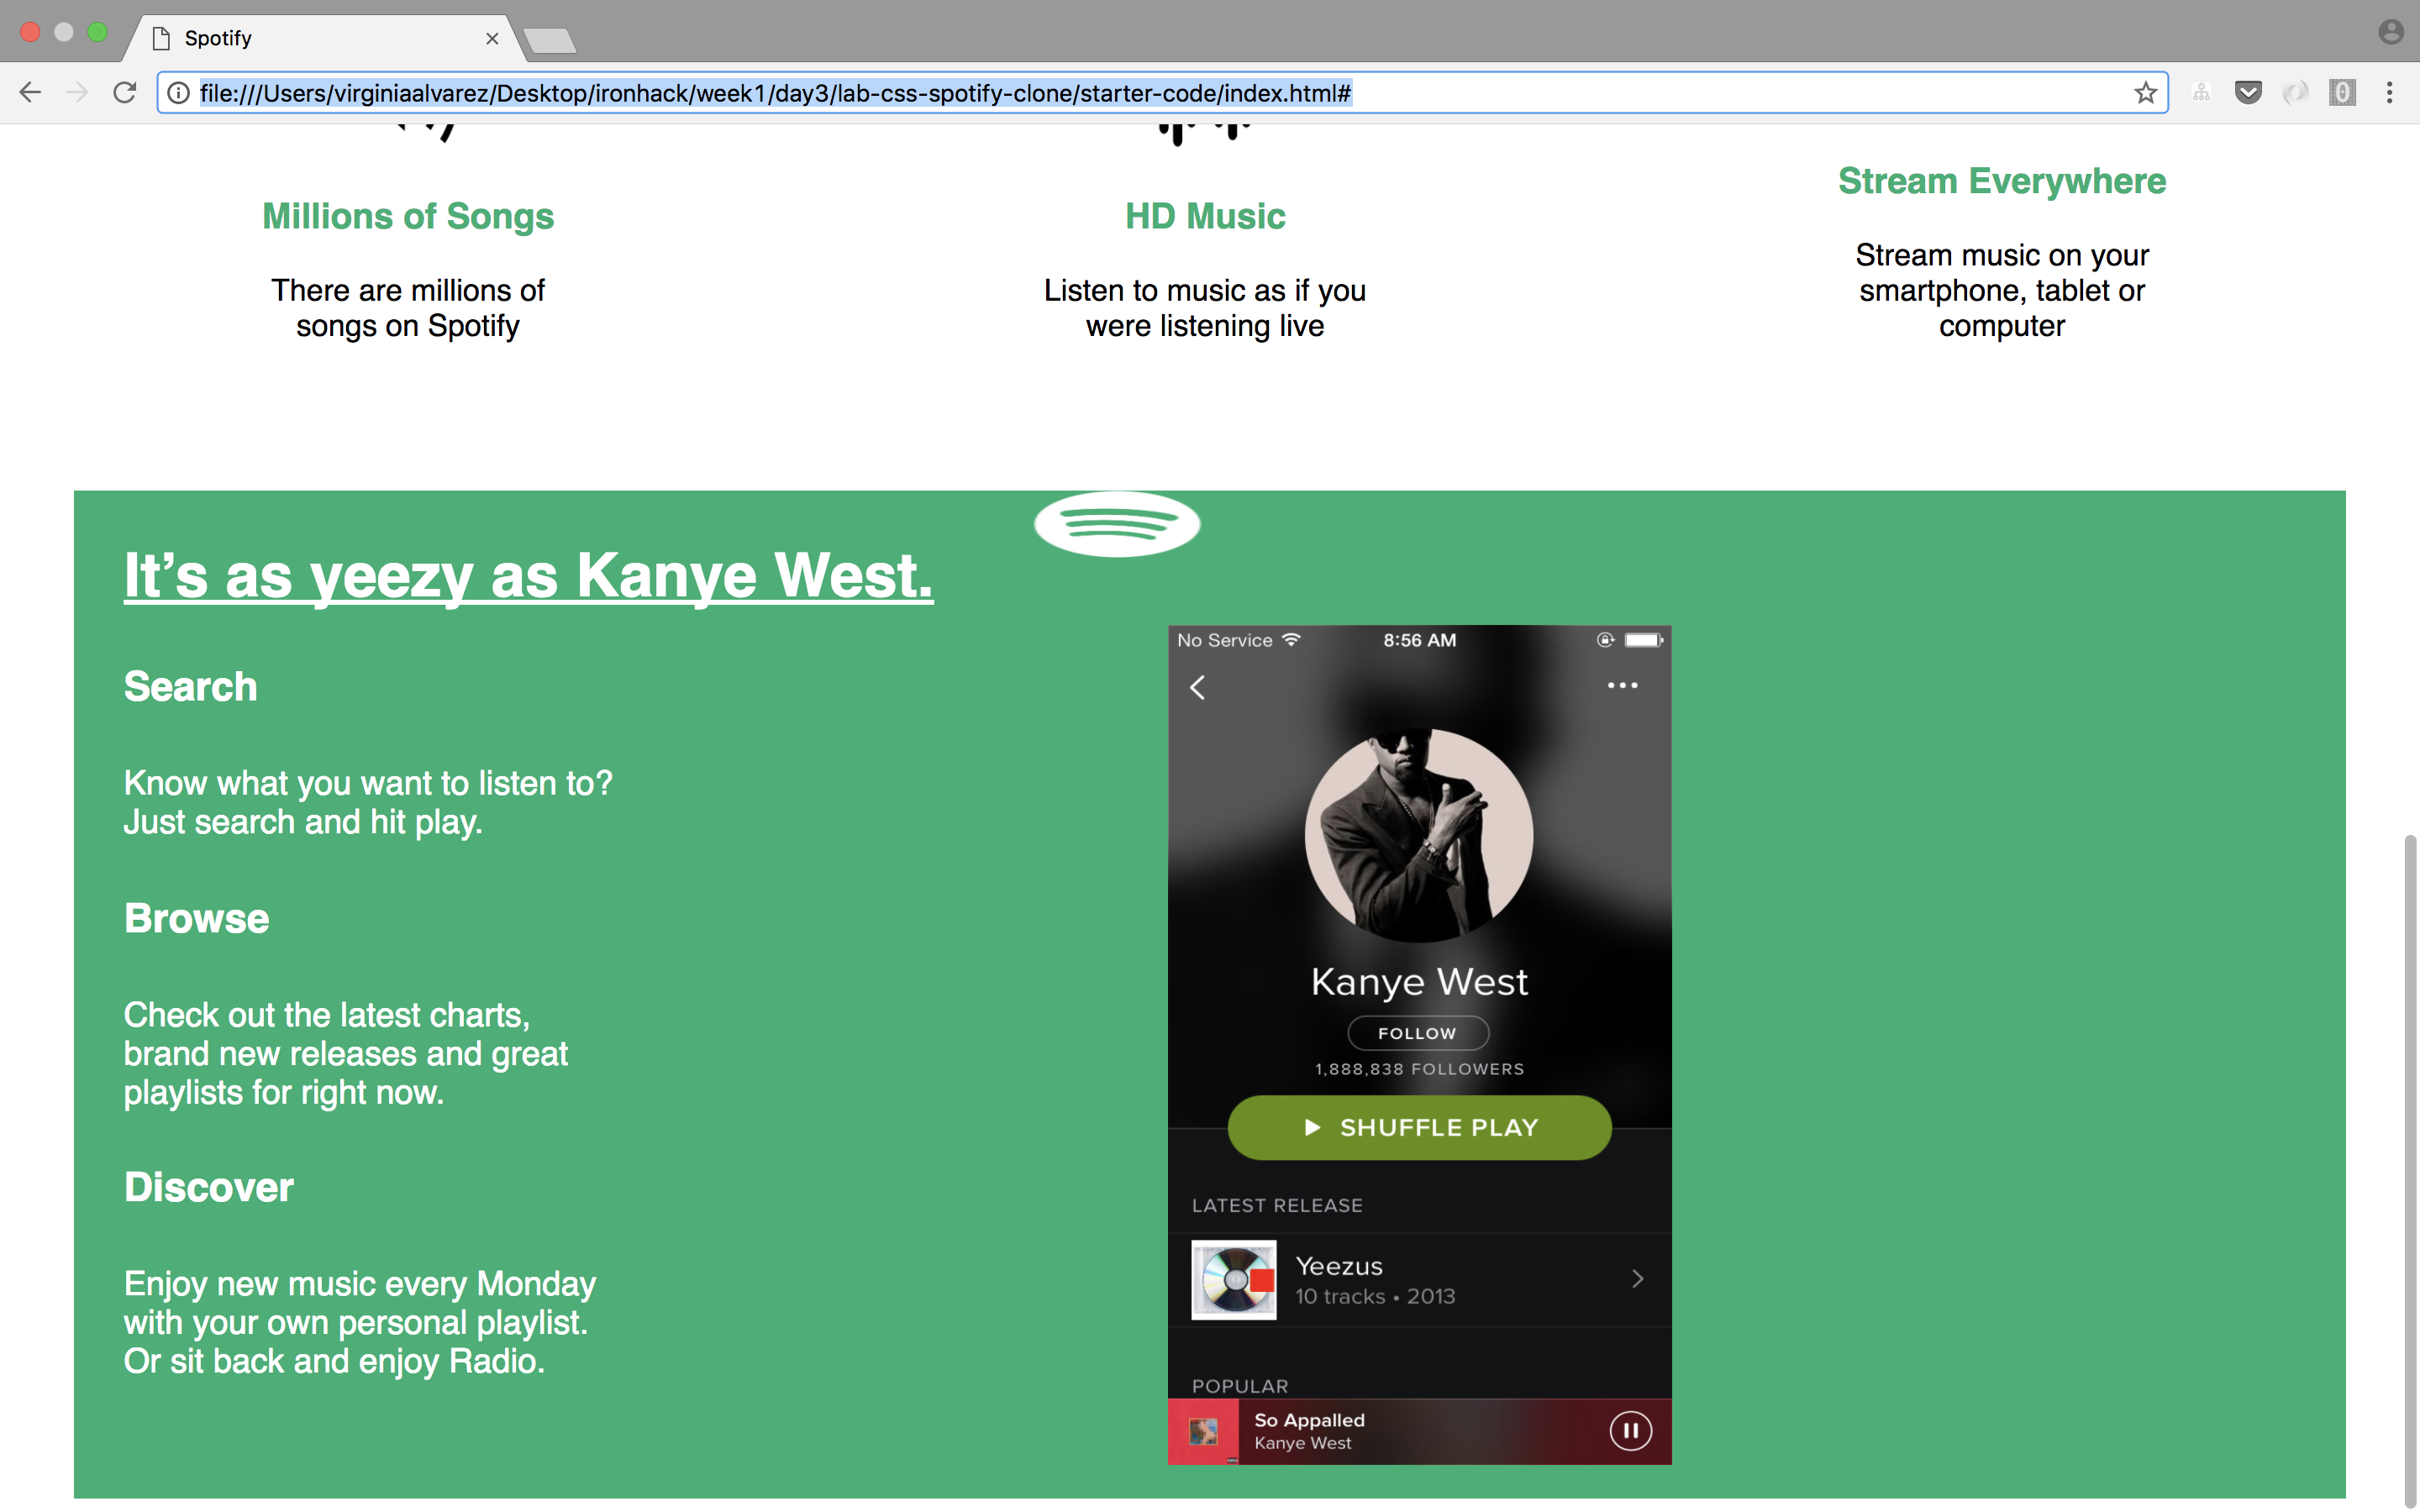 Spotify
file:///Users/virginiaalvarez/Desktop/ironhack/week1/day3/lab-css-spotify-clone/starter-code/index.html#
Millions of Songs
There are millions of
songs on Spotify
HD Music
Listen to music as if you
were listening live
Stream Everywhere
Stream music on your
smartphone, tablet or
computer
It’s as yeezy as Kanye West.
Search
Know what you want to listen to?
Just search and hit play.
Browse
Check out the latest charts,
brand new releases and great
playlists for right now.
Discover
Enjoy new music every Monday
with your own personal playlist.
Or sit back and enjoy Radio.
No Service 8:56 AM
Kanye West
FOLLOW
1,888,838 FOLLOWERS
SHUFFLE PLAY
LATEST RELEASE
Yeezus
10 tracks • 2013
POPULAR
So Appalled
Kanye West